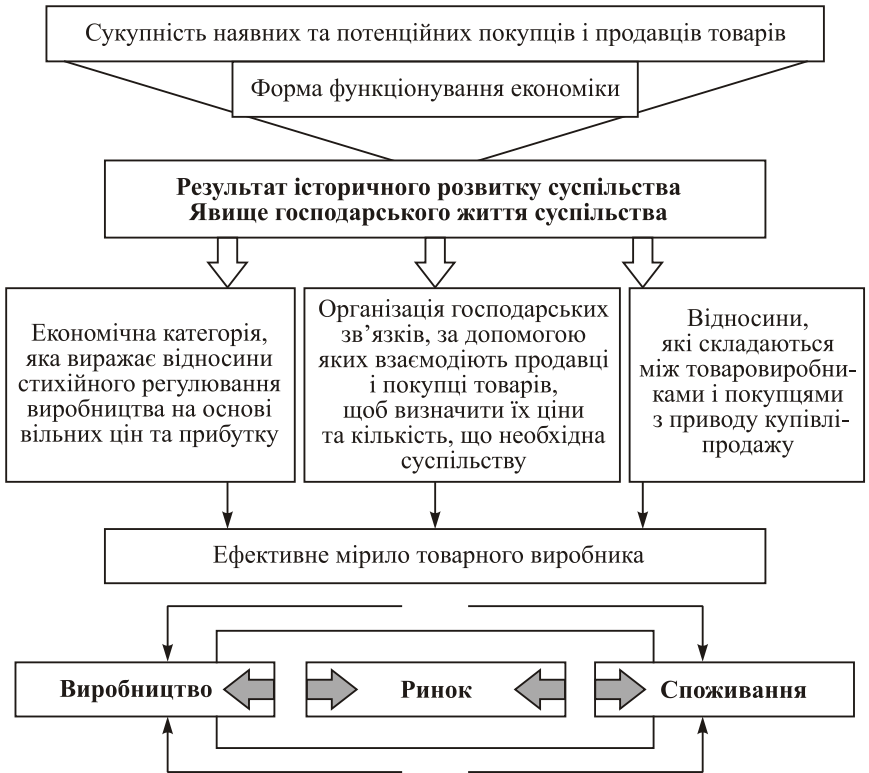 Сукупність наявних та потенційних покупців і продавців товарів
Форма функціонування економіки
Результат історичного розвитку суспільства
Явище господарського життя суспільства
Економічна категорія,
яка виражає відносини
стихійного регулювання
виробництва на основі
вільних цін та прибутку
Організація господарських
зв’язків, за допомогою
яких взаємодіють продавці
і покупці товарів,
щоб визначити їх ціни
та кількість, що необхідна
суспільству
Відносини,
які складаються
між товаровиробни-
ками і покупцями
з приводу купівлі-
продажу
Ефективне мірило товарного виробника
Виробництво
Ринок
Споживання